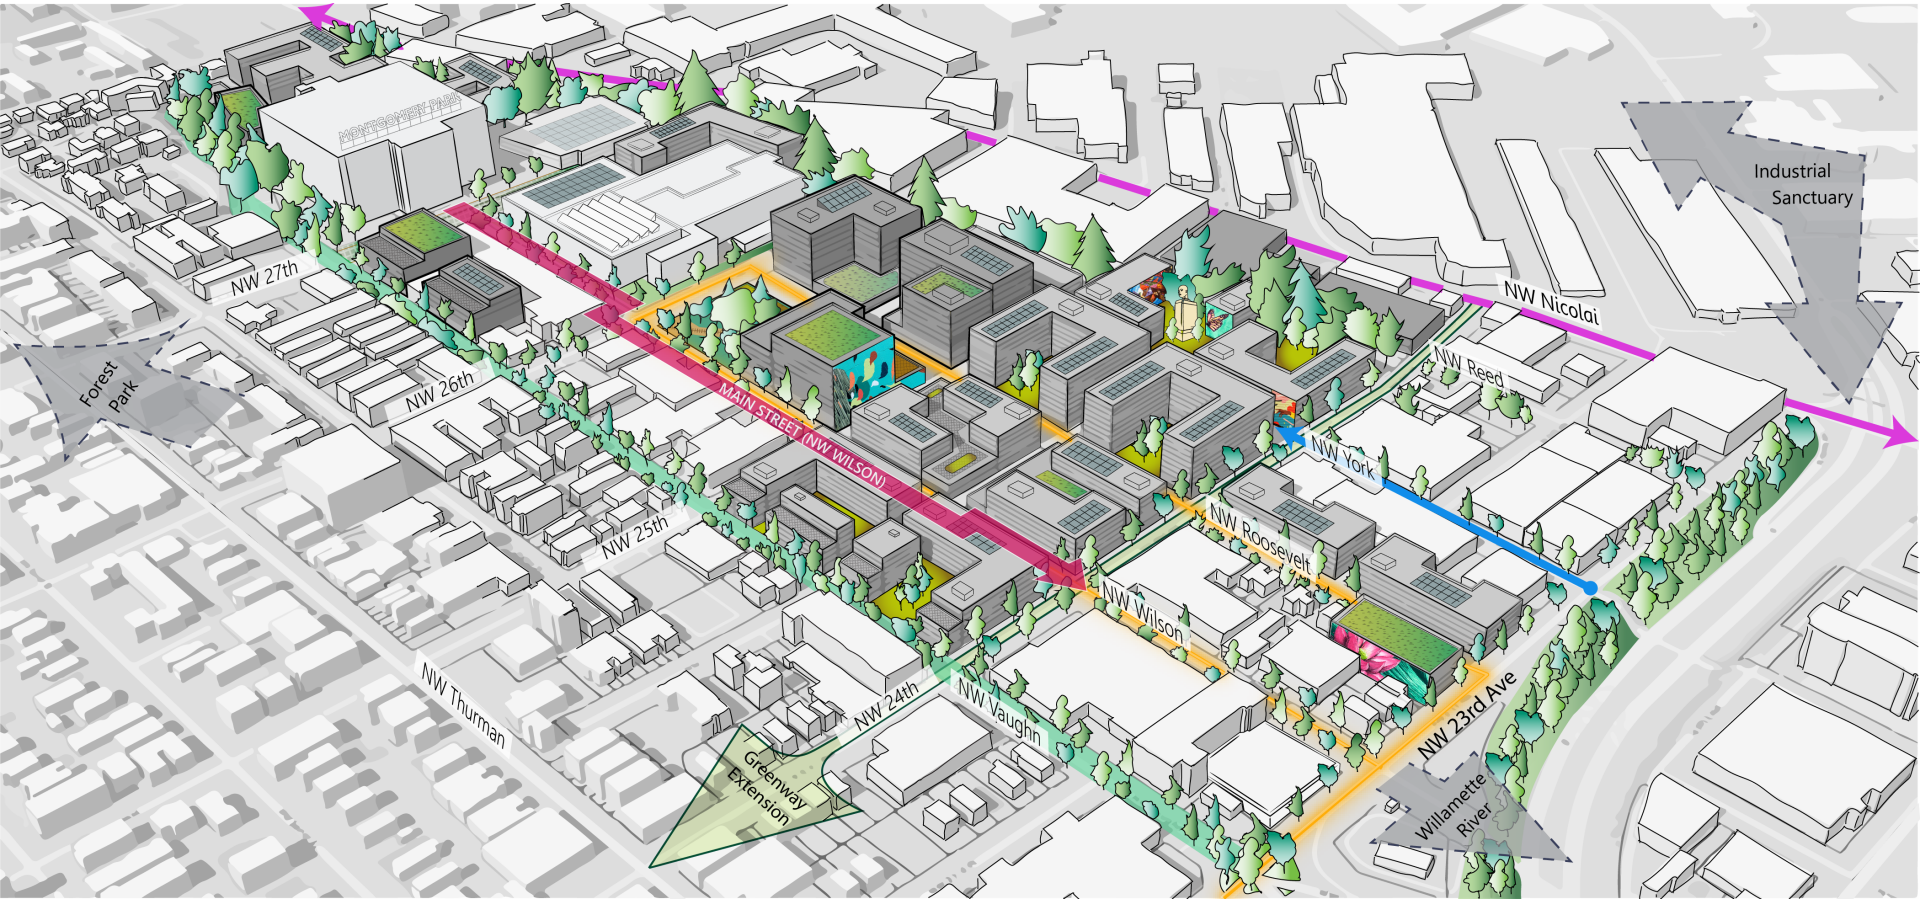 MONTGOMERY PARK
Industrial
Sanctuary
NW 27th
NW Nicolai
Forest
Park
NW 26th
NW Reed
MAIN STREET (NW WILSON)
NW York
NW 25th
NW Roosevelt
NW Wilson
NW Thurman
NW 24th
NW Vaughn
NW 23rd Ave
Greenway
Extension
Willamette
River